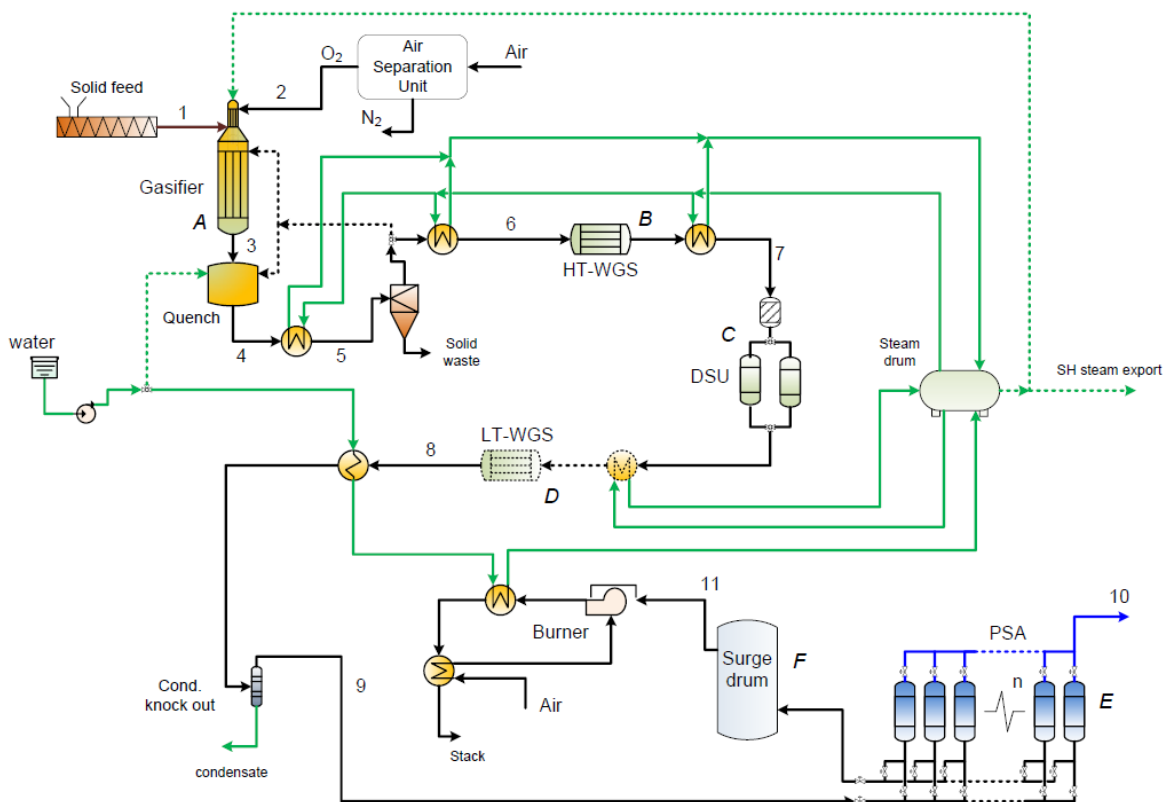 O2
Air
Separation
Unit
Air
Solid feed
1
2
N2
Gasifier
A
3
6
B
HT-WGS
7
Quench
4
5
Solid
waste
C
DSU
Steam
drum
SH steam export
water
LT-WGS
8
D
11
10
Burner
PSA
Surge
drum
F
n
E
Cond.
knock out
9
Air
Stack
condensate